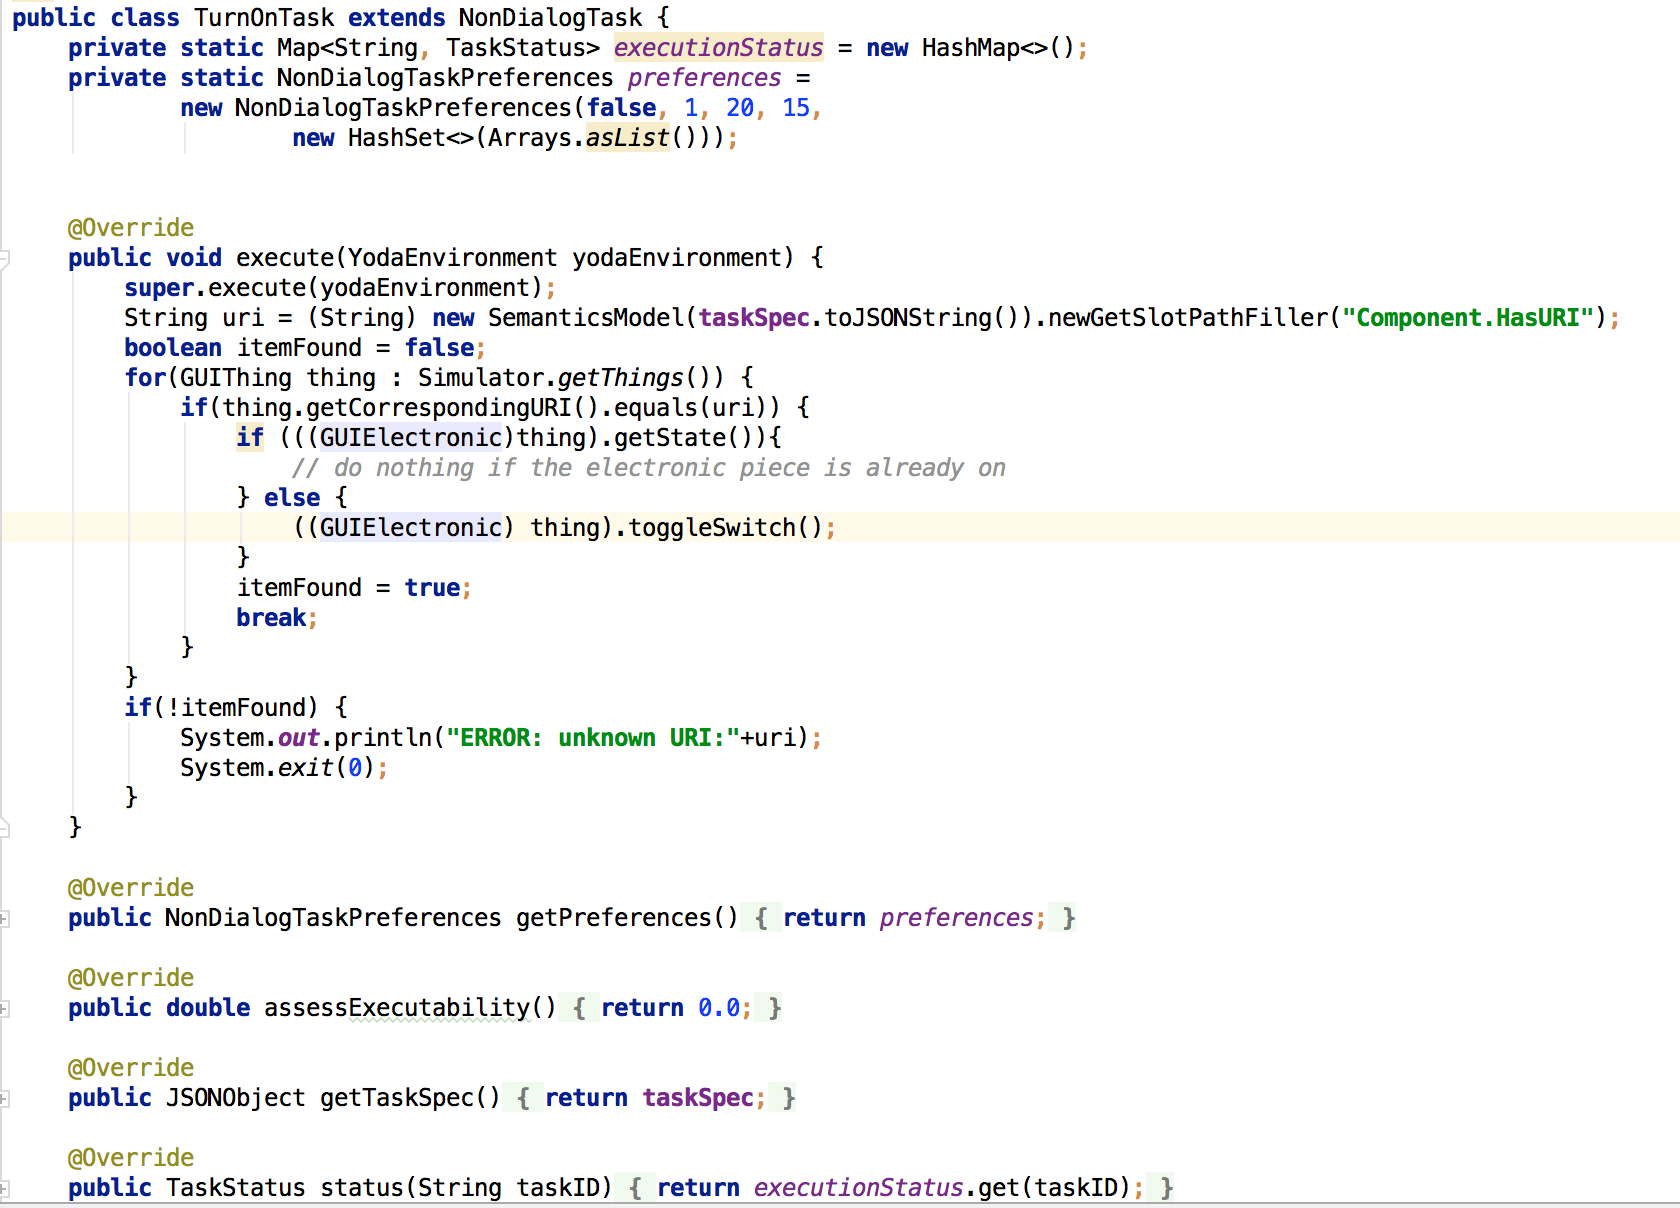 public class TurnOnTask extends NonDialogTask {
    private static Map<String, TaskStatus> executionStatus = new HashMap<>();
    private static NonDialogTaskPreferences preferences =
            new NonDialogTaskPreferences(false, 1, 20, 15,
                    new HashSet<>(Arrays.asList()));
    @Override
    public void execute(YodaEnvironment yodaEnvironment) {
        super.execute(yodaEnvironment);
        String uri = (String) new SemanticsModel(taskSpec.toJSONString()).newGetSlotPathFiller("Component.HasURI");
        boolean itemFound = false;
        for(GUIThing thing : Simulator.getThings()) {
            if(thing.getCorrespondingURI().equals(uri)) {
                if (((GUIElectronic)thing).getState()){
                    // do nothing if the electronic piece is already on
                } else {
                    ((GUIElectronic) thing).toggleSwitch();
                }
                itemFound = true;
                break;
            }
        }
        if(!itemFound) {
            System.out.println("ERROR: unknown URI:"+uri);
            System.exit(0);
        }
    }
    @Override
    public NonDialogTaskPreferences getPreferences() { return preferences; }
    @Override
    public double assessExecutability() { return 0.0; }
    @Override
    public JSONObject getTaskSpec() { return taskSpec; }
    @Override
    public TaskStatus status(String taskID) { return executionStatus.get(taskID); }